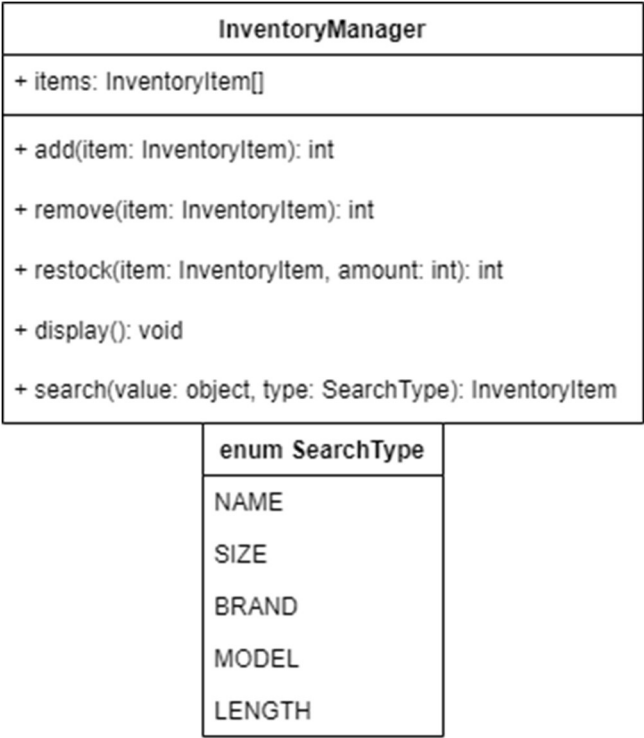 InventoryManager
+ items: InventoryItem[]
+ add(item: InventoryItem): int
+ remove(item: InventoryItem): int
+ restock(item: InventoryItem, amount: int): int
+ display(): void
+ search(value: object, type: SearchType): InventoryItem
enum SearchType
NAME
SIZE
BRAND
MODEL
LENGTH